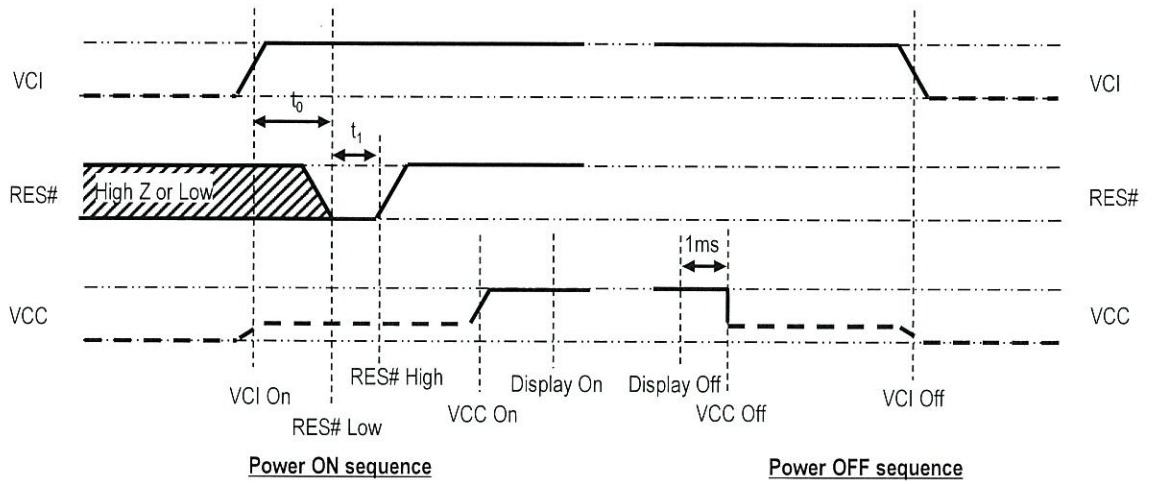 VCI
VCI
t0
t1
RES#
High Z or Low
RES#
1ms
VCC
VCC
VCI On
RES# Low
RES# High
VCC On
Display On
Display Off
VCC Off
VCI Off
Power ON sequence
Power OFF sequence